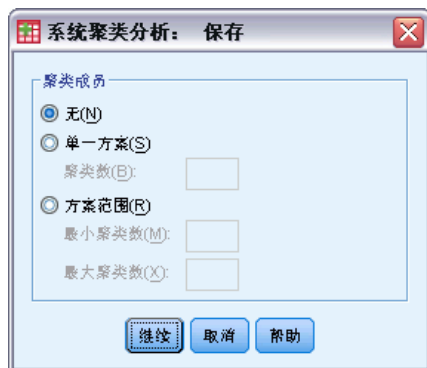 系统聚类分析： 保存
聚类成员
无(N)
单一方案(S)
聚类数(B):
方案范围(R)
最小聚类数(M):
最大聚类数(X):
继续 取消 帮助